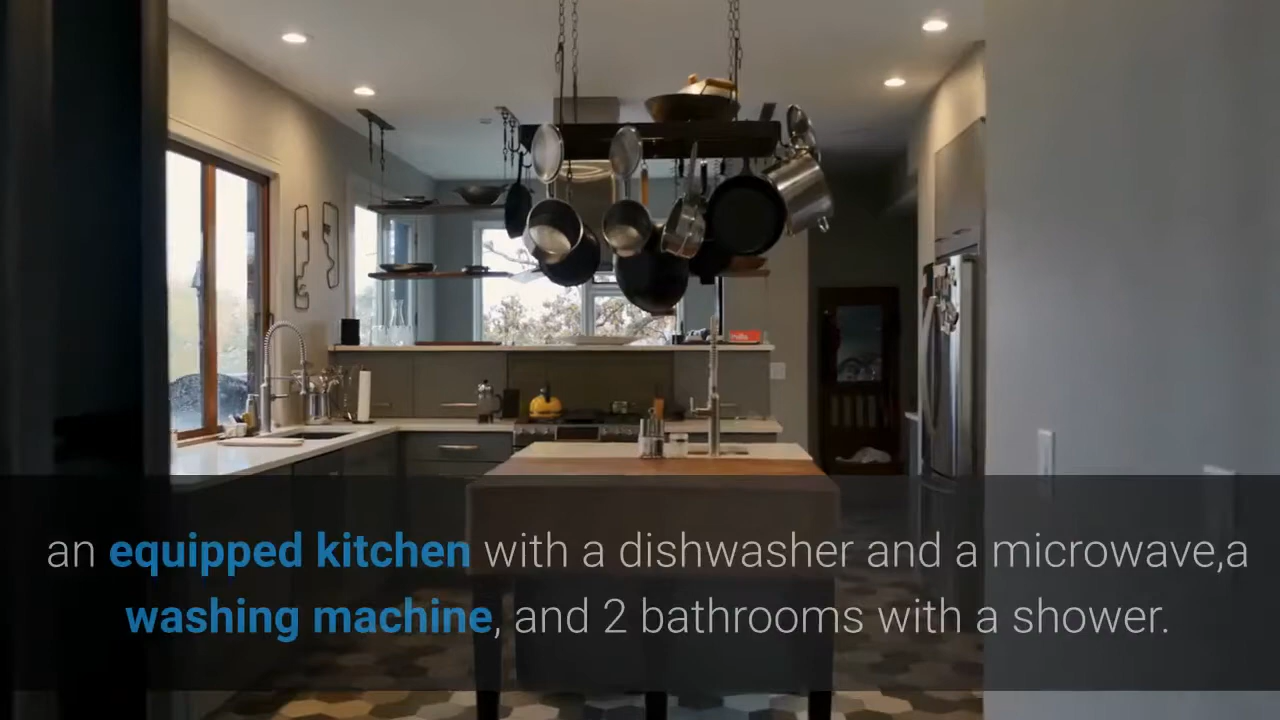 an equipped kitchen with a dishwasher and a microwave,a
washing machine, and 2 bathrooms with a shower.